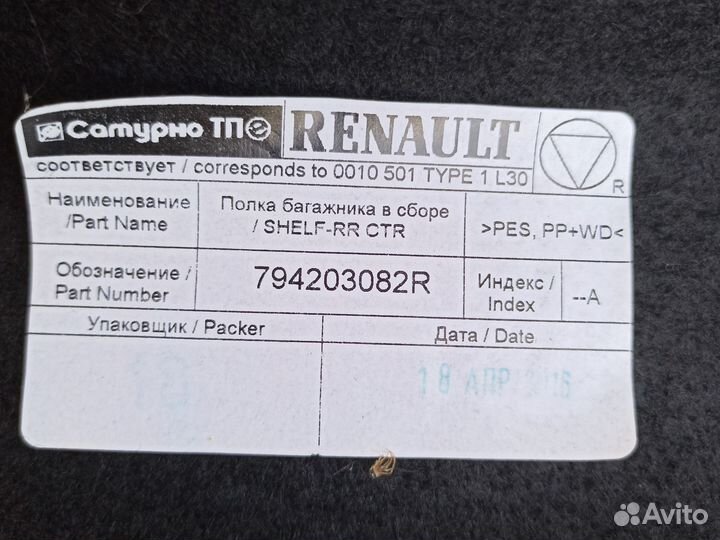 Сатурно ТП
RENAULT
соответствует / corresponds to 0010 501 TYPE 1 L30
R
Наименование
/Part Name
Полка багажника в сборе
/ SHELF-RR CTR
>PES, PP+WD<
Обозначение /
Part Number
794203082R
Индекс /
Index
--A
Упаковщик / Packer
Дата / Date
18 АПР 2016
Avito